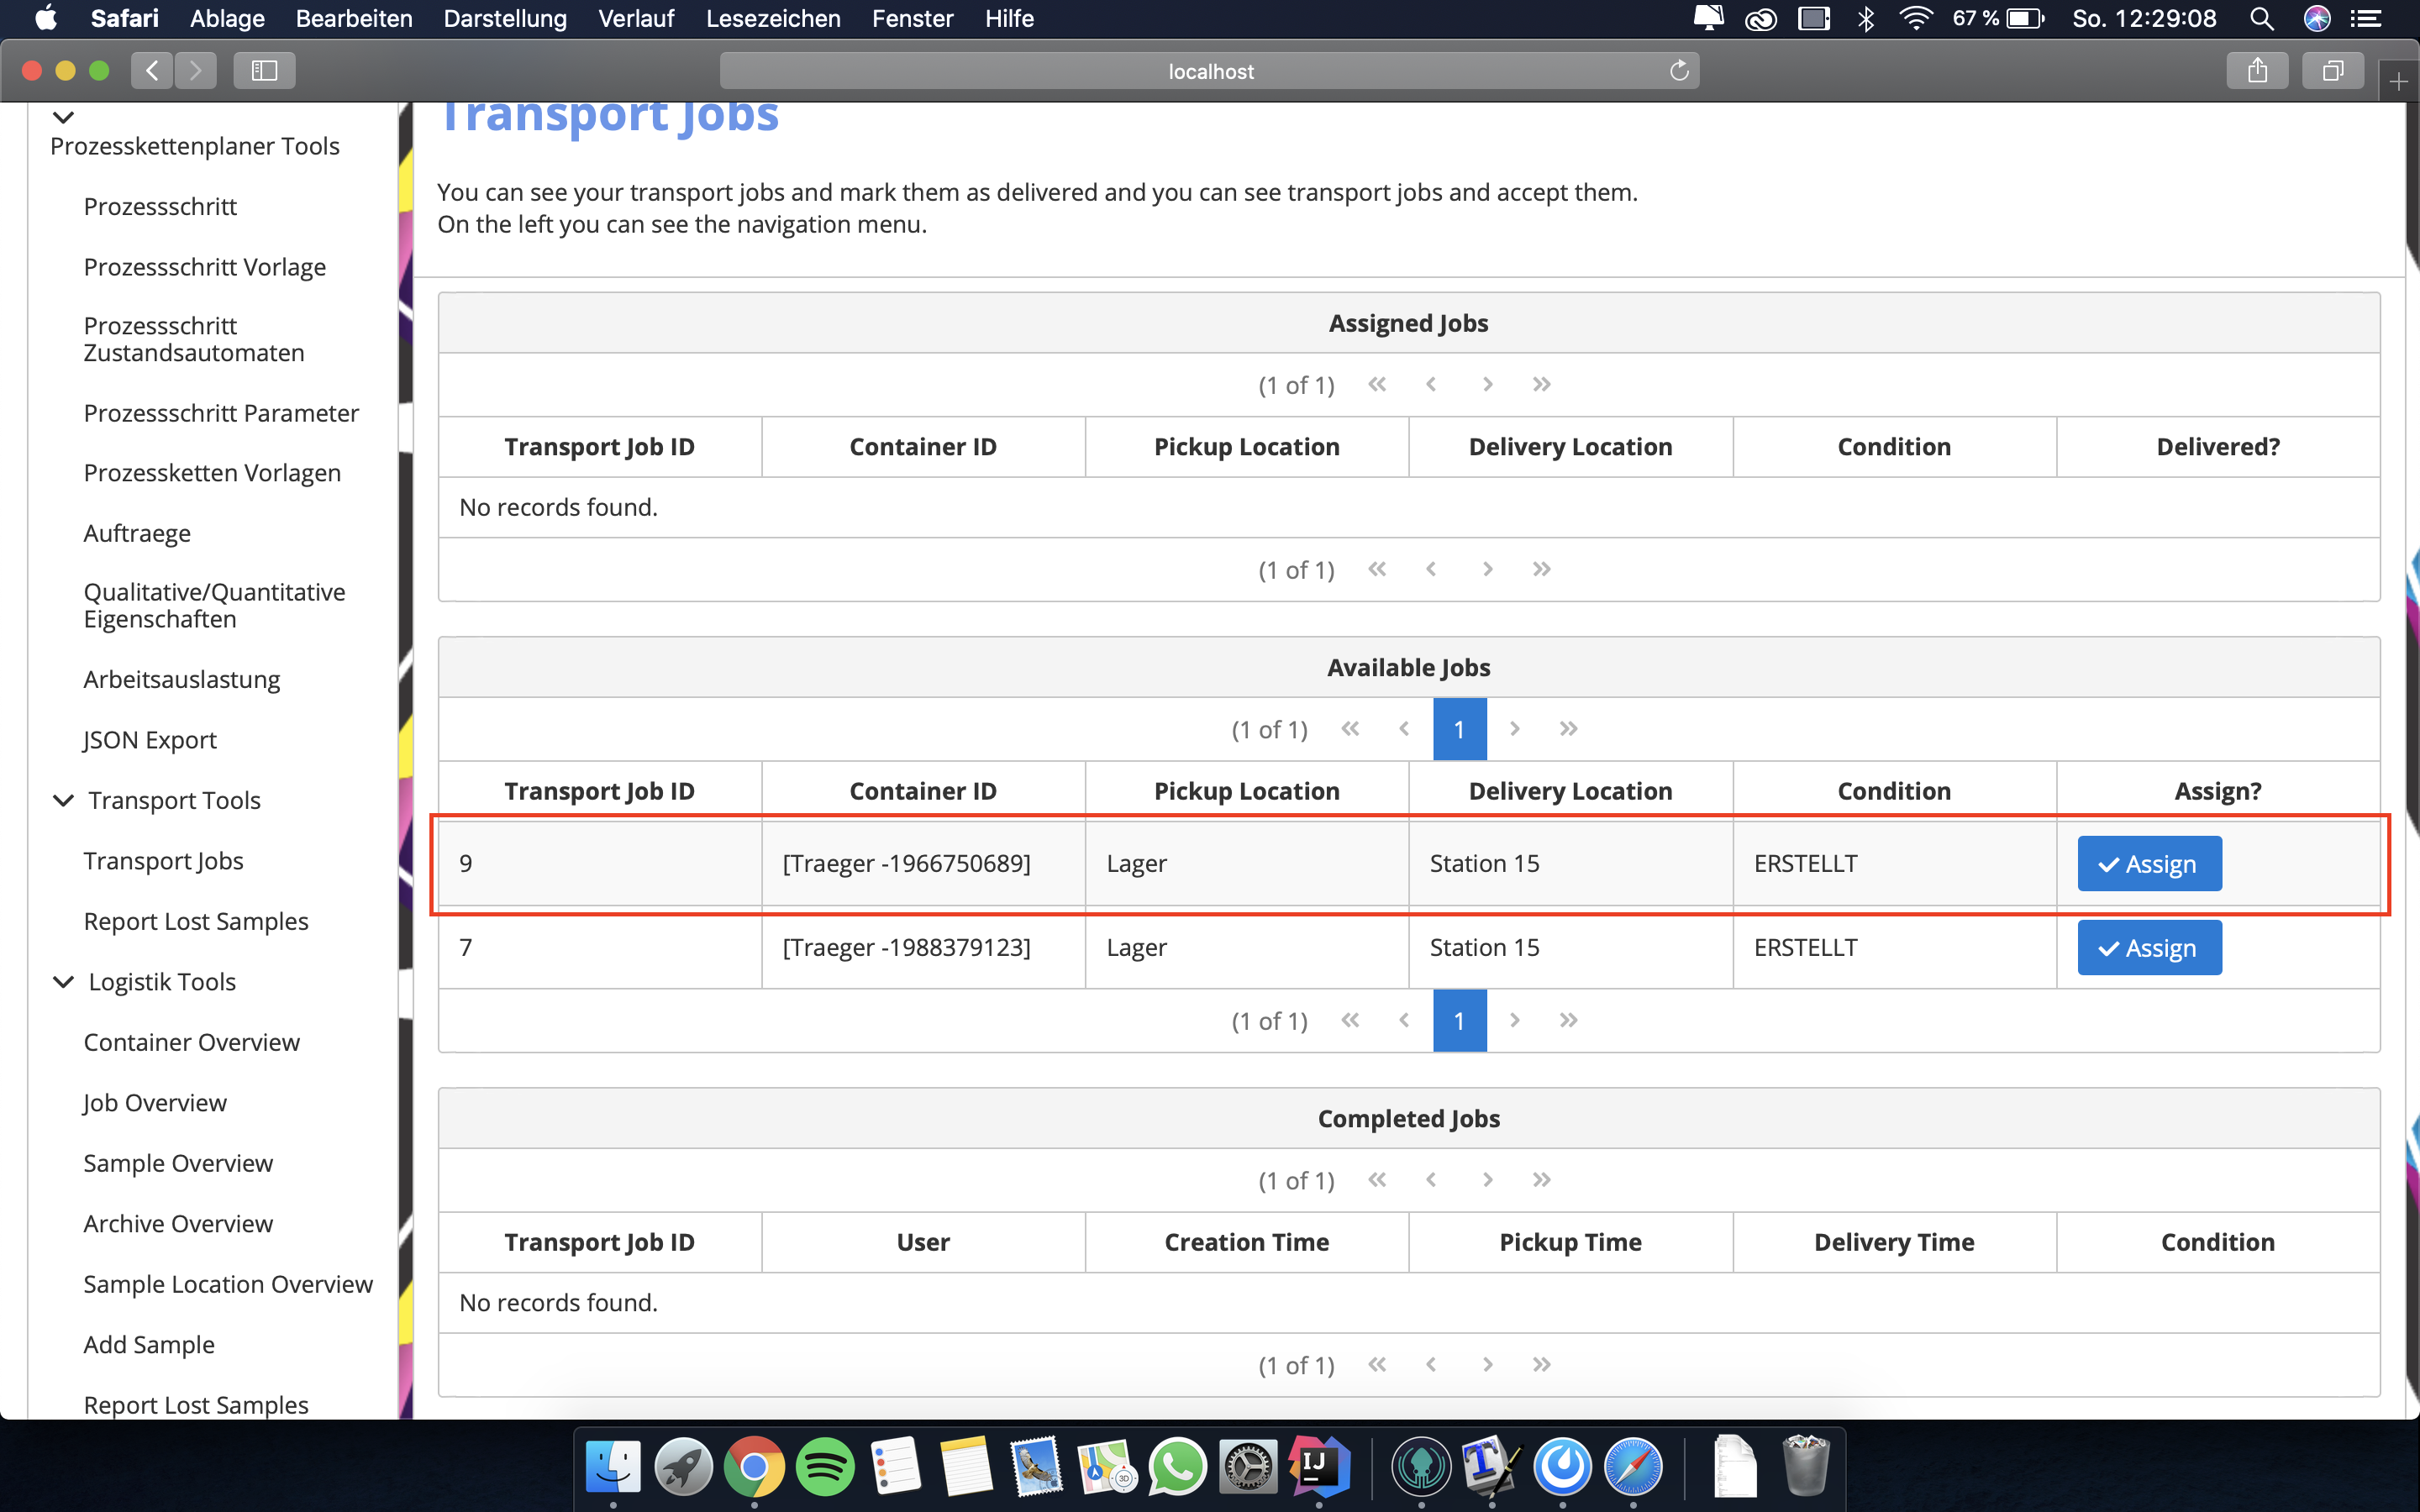 Safari Ablage Bearbeiten Darstellung Verlauf Lesezeichen Fenster Hilfe 67 % So. 12:29:08
localhost
Prozesskettenplaner Tools
Prozessschritt
Prozessschritt Vorlage
Prozessschritt
Zustandsautomaten
Prozessschritt Parameter
Prozessketten Vorlagen
Auftraege
Qualitative/Quantitative
Eigenschaften
Arbeitsauslastung
JSON Export
Transport Tools
Transport Jobs
Report Lost Samples
Logistik Tools
Container Overview
Job Overview
Sample Overview
Archive Overview
Sample Location Overview
Add Sample
Report Lost Samples
Transport Jobs
You can see your transport jobs and mark them as delivered and you can see transport jobs and accept them.
On the left you can see the navigation menu.
Assigned Jobs
(1 of 1)
Transport Job ID Container ID Pickup Location Delivery Location Condition Delivered?
No records found.
(1 of 1)
Available Jobs
(1 of 1) 1
Transport Job ID Container ID Pickup Location Delivery Location Condition Assign?
9 [Traeger -1966750689] Lager Station 15 ERSTELLT Assign
7 [Traeger -1988379123] Lager Station 15 ERSTELLT Assign
(1 of 1) 1
Completed Jobs
(1 of 1)
Transport Job ID User Creation Time Pickup Time Delivery Time Condition
No records found.
(1 of 1)
3D
IJ
T